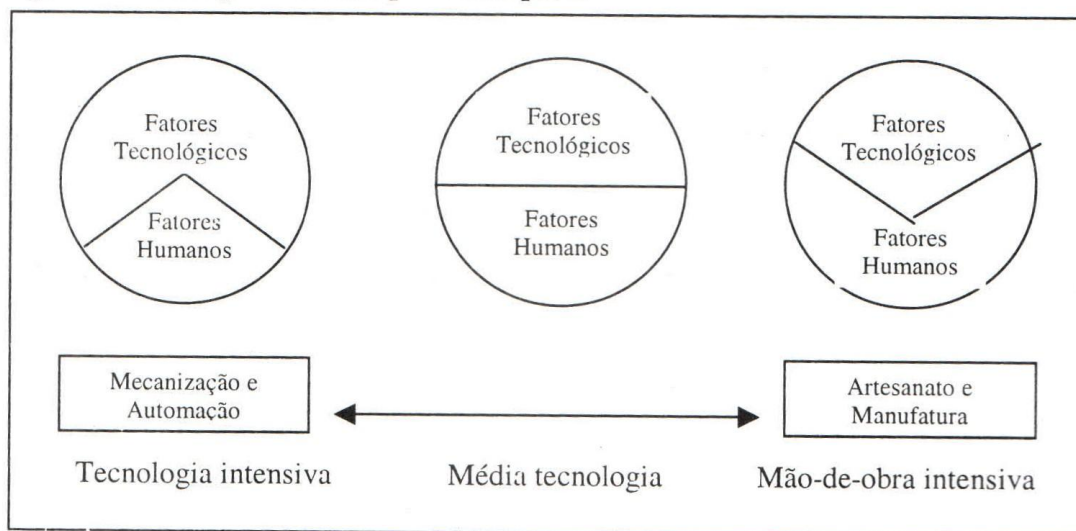 Fatores
Tecnológicos
Fatores
Humanos
Fatores
Tecnológicos
Fatores
Humanos
Fatores
Tecnológicos
Fatores
Humanos
Mecanização e
Automação
Artesanato e
Manufatura
Tecnologia intensiva
Média tecnologia
Mão-de-obra intensiva